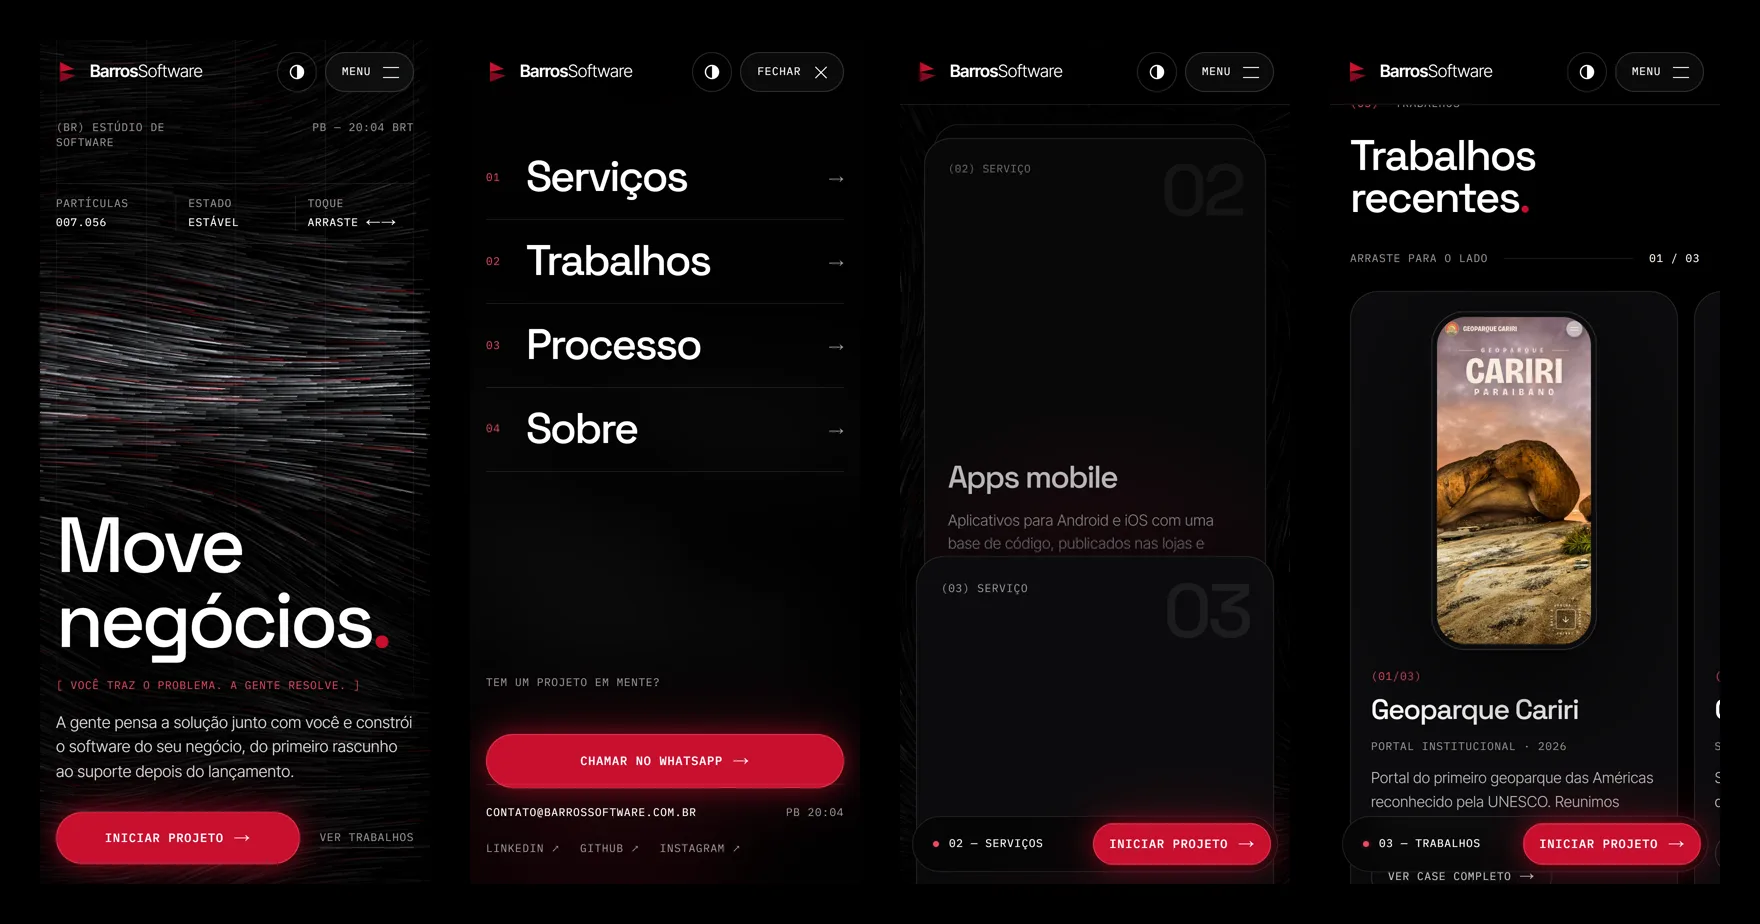 BarrosSoftware
MENU
(BR) ESTÚDIO DE
SOFTWARE
PB — 20:04 BRT
PARTÍCULAS
007.056
ESTADO
ESTÁVEL
TOQUE
ARRASTE ←→
Move
negócios.
[ VOCÊ TRAZ O PROBLEMA. A GENTE RESOLVE. ]
A gente pensa a solução junto com você e constrói
o software do seu negócio, do primeiro rascunho
ao suporte depois do lançamento.
INICIAR PROJETO →
VER TRABALHOS
BarrosSoftware
FECHAR
01 Serviços →
02 Trabalhos →
03 Processo →
04 Sobre →
TEM UM PROJETO EM MENTE?
CHAMAR NO WHATSAPP →
CONTATO@BARROSSOFTWARE.COM.BR
PB 20:04
LINKEDIN ↗ GITHUB ↗ INSTAGRAM ↗
BarrosSoftware
MENU
(02) SERVIÇO
02
Apps mobile
Aplicativos para Android e iOS com uma
base de código, publicados nas lojas e
(03) SERVIÇO
03
02 — SERVIÇOS
INICIAR PROJETO →
BarrosSoftware
MENU
(03) TRABALHOS
Trabalhos
recentes.
ARRASTE PARA O LADO
01 / 03
GEOPARQUE CARIRI
GEOPARQUE
CARIRI
PARAIBANO
(01/03)
Geoparque Cariri
PORTAL INSTITUCIONAL · 2026
Portal do primeiro geoparque das Américas
reconhecido pela UNESCO. Reunimos
03 — TRABALHOS
INICIAR PROJETO →
VER CASE COMPLETO →